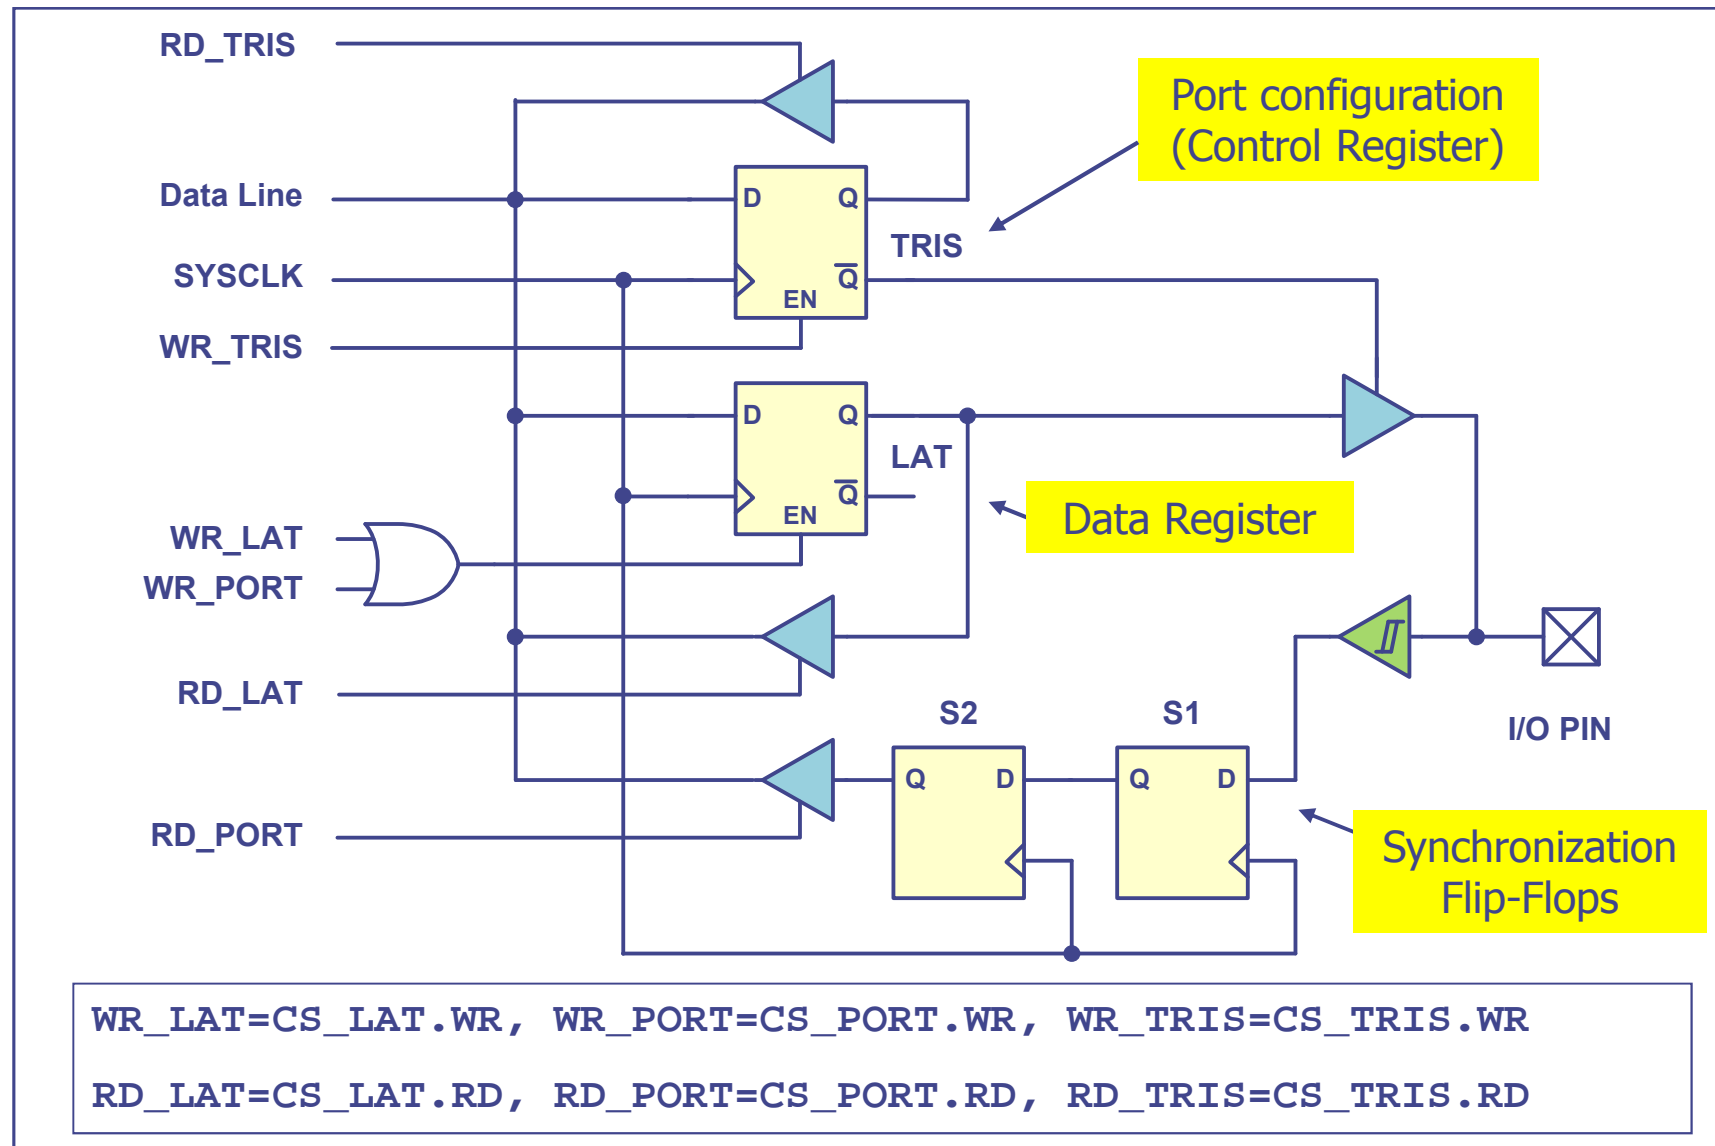 RD_TRIS
Port configuration
(Control Register)
Data Line
D
Q
TRIS
SYSCLK
Q
EN
WR_TRIS
D
Q
LAT
Q
EN
Data Register
WR_LAT
WR_PORT
RD_LAT
S2
S1
I/O PIN
Q
D
Q
D
RD_PORT
Synchronization
Flip-Flops
WR_LAT=CS_LAT.WR, WR_PORT=CS_PORT.WR, WR_TRIS=CS_TRIS.WR
RD_LAT=CS_LAT.RD, RD_PORT=CS_PORT.RD, RD_TRIS=CS_TRIS.RD